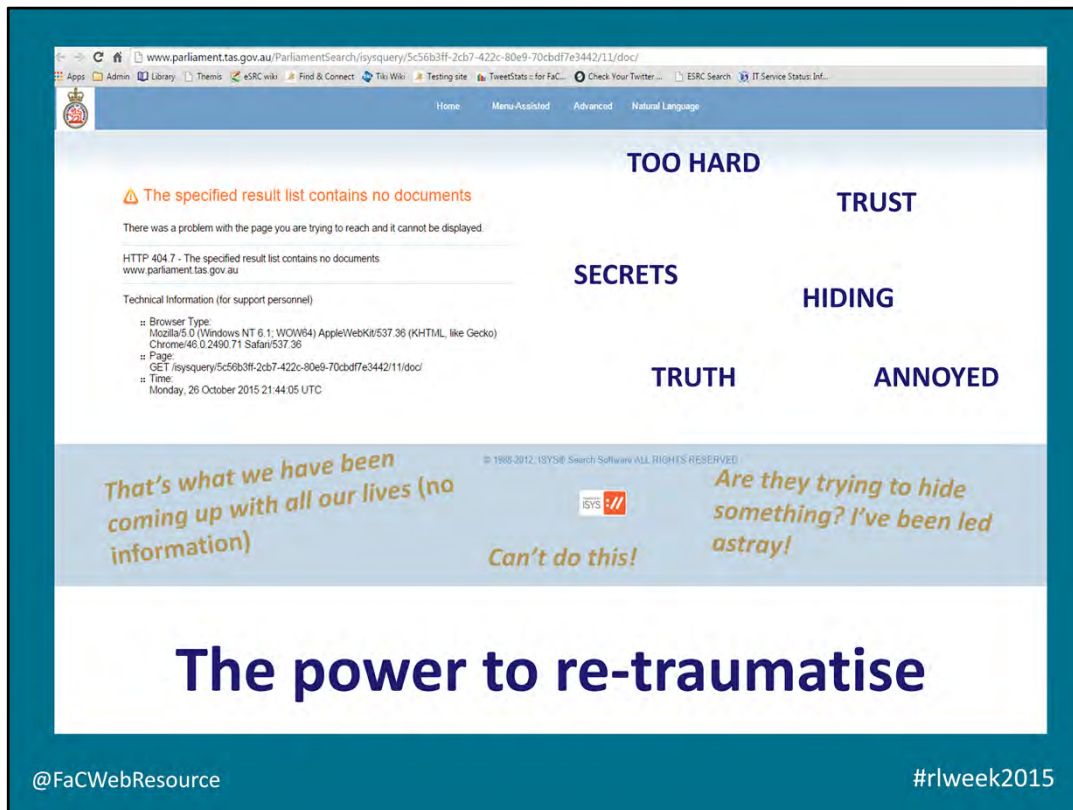 www.parliament.tas.gov.au/ParliamentSearch/isysquery/5c56b3ff-2cb7-422c-80e9-70cbdf7e3442/11/doc/
Apps Admin Library Themis eSRC wiki Find & Connect Tiki Wiki Testing site TweetStats :: for FaC... Check Your Twitter ... ESRC Search IT Service Status: Inf...
Home Menu-Assisted Advanced Natural Language
TOO HARD
The specified result list contains no documents
TRUST
There was a problem with the page you are trying to reach and it cannot be displayed.
HTTP 404.7 - The specified result list contains no documents
www.parliament.tas.gov.au
SECRETS
HIDING
Technical Information (for support personnel)
:: Browser Type:
Mozilla/5.0 (Windows NT 6.1; WOW64) AppleWebKit/537.36 (KHTML, like Gecko)
Chrome/46.0.2490.71 Safari/537.36
:: Page:
GET /isysquery/5c56b3ff-2cb7-422c-80e9-70cbdf7e3442/11/doc/
:: Time:
Monday, 26 October 2015 21:44:05 UTC
TRUTH
ANNOYED
© 1988-2012, ISYS® Search Software ALL RIGHTS RESERVED
ISYS ://
That's what we have been
coming up with all our lives (no
information)
Can't do this!
Are they trying to hide
something? I've been led
astray!
The power to re-traumatise
@FaCWebResource
#rlweek2015